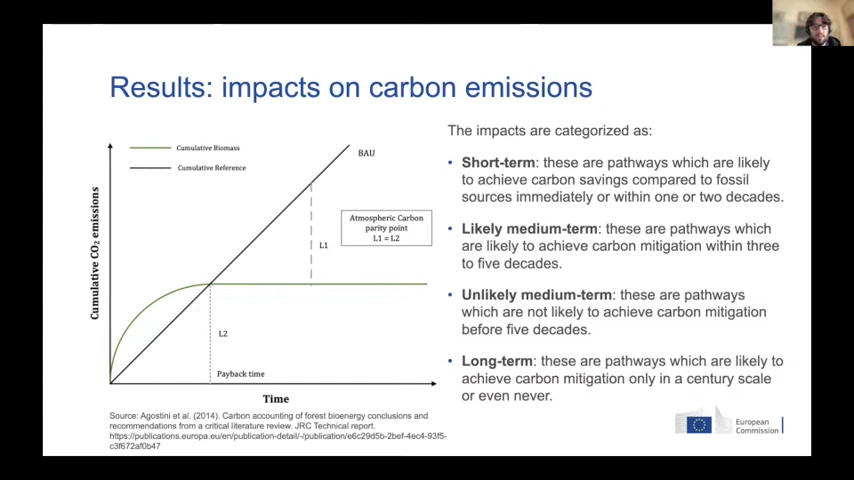 Results: impacts on carbon emissions
Cumulative Biomass
Cumulative Reference
BAU
Atmospheric Carbon
parity point
L1 = L2
L1
L2
Payback time
Cumulative CO2 emissions
Time
Source: Agostini et al. (2014). Carbon accounting of forest bioenergy conclusions and
recommendations from a critical literature review. JRC Technical report.
https://publications.europa.eu/en/publication-detail/-/publication/e6c29d5b-2bef-4ec4-93f5-
c3f672af0b47
The impacts are categorized as:
• Short-term: these are pathways which are likely
to achieve carbon savings compared to fossil
sources immediately or within one or two decades.
• Likely medium-term: these are pathways which
are likely to achieve carbon mitigation within three
to five decades.
• Unlikely medium-term: these are pathways
which are not likely to achieve carbon mitigation
before five decades.
• Long-term: these are pathways which are likely to
achieve carbon mitigation only in a century scale
or even never.
European
Commission